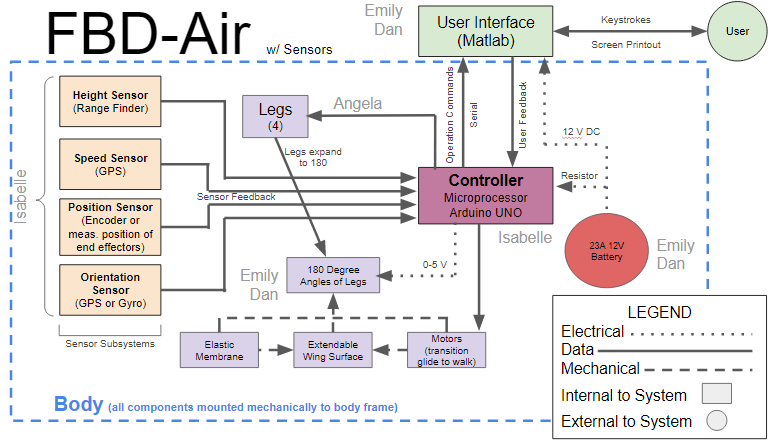 FBD-Air w/ Sensors
Emily
Dan
User Interface
(Matlab)
Keystrokes
Screen Printout
User
Height Sensor
(Range Finder)
Speed Sensor
(GPS)
Position Sensor
(Encoder or
meas. position of
end effectors)
Orientation
Sensor
(GPS or Gyro)
Isabelle
Sensor Subsystems
Sensor Feedback
Legs
(4)
Angela
Legs expand
to 180
Operation Commands
Serial
User Feedback
12 V DC
Resistor
Controller
Microprocessor
Arduino UNO
Isabelle
23A 12V
Battery
Emily
Dan
0-5 V
180 Degree
Angles of Legs
Emily
Dan
Elastic
Membrane
Extendable
Wing Surface
Motors
(transition
glide to walk)
Body (all components mounted mechanically to body frame)
LEGEND
Electrical
Data
Mechanical
Internal to System
External to System